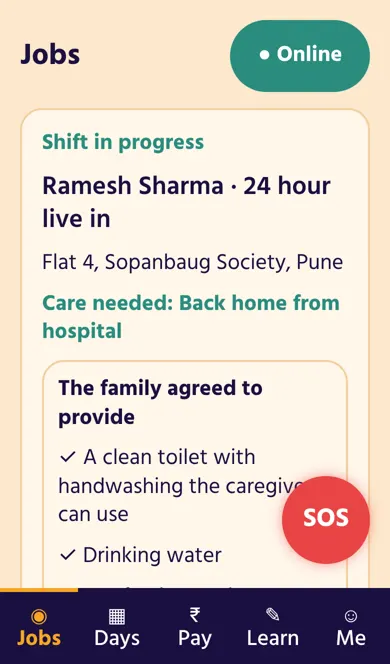 Jobs
● Online
Shift in progress
Ramesh Sharma · 24 hour
live in
Flat 4, Sopanbaug Society, Pune
Care needed: Back home from
hospital
The family agreed to
provide
✓ A clean toilet with
handwashing the
can use
✓ Drinking water
SOS
₹
Jobs
Days
Pay
Learn
Me